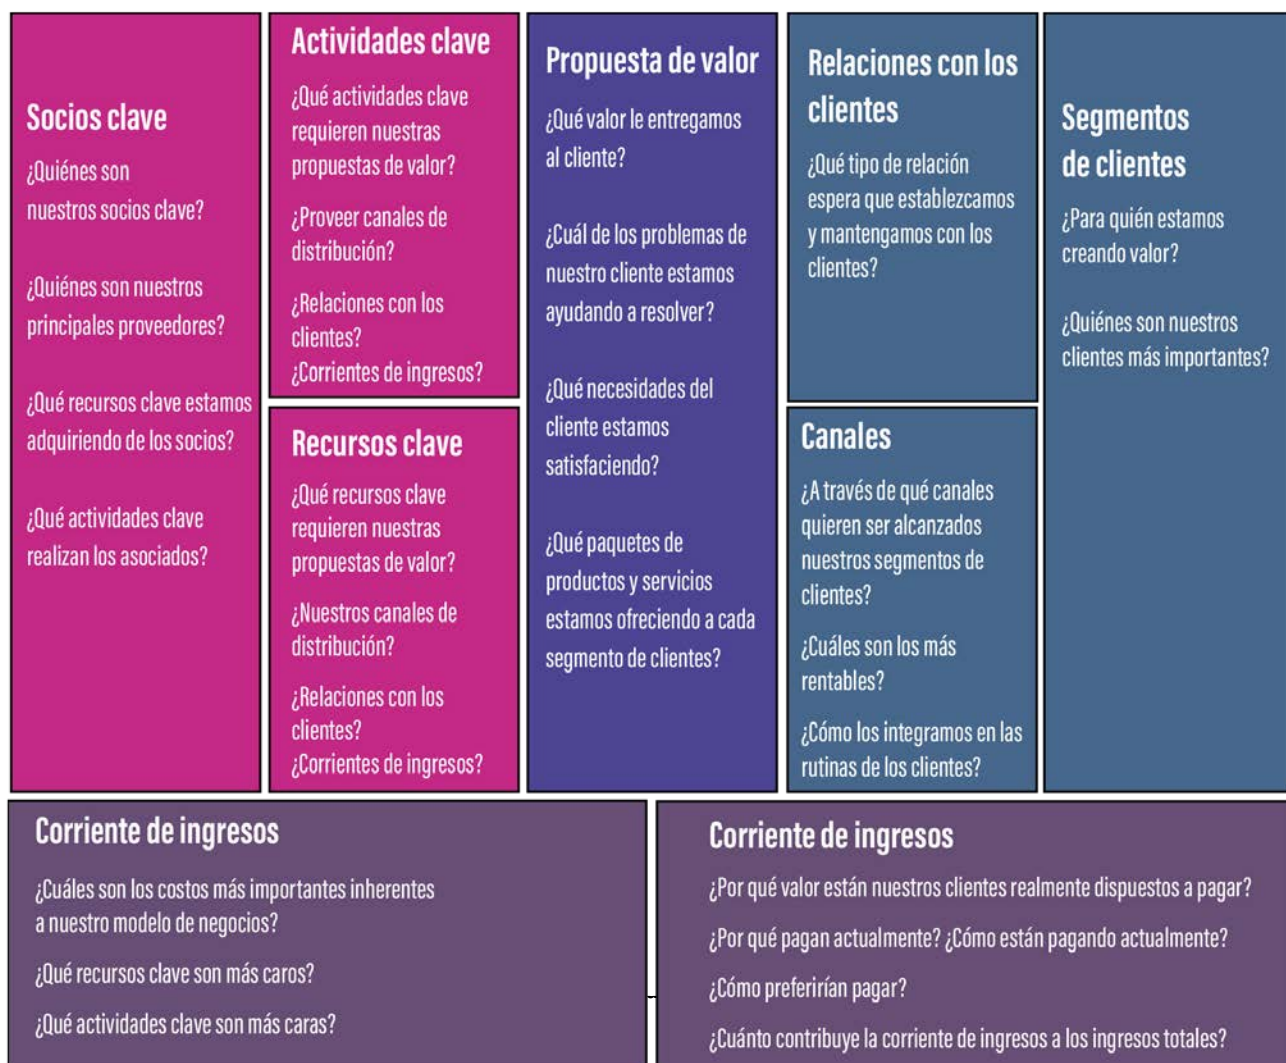 Socios clave
¿Quiénes son
nuestros socios clave?
¿Quiénes son nuestros
principales proveedores?
¿Qué recursos clave estamos
adquiriendo de los socios?
¿Qué actividades clave
realizan los asociados?
Actividades clave
¿Qué actividades clave
requieren nuestras
propuestas de valor?
¿Proveer canales de
distribución?
¿Relaciones con los
clientes?
¿Corrientes de ingresos?
Recursos clave
¿Qué recursos clave
requieren nuestras
propuestas de valor?
¿Nuestros canales de
distribución?
¿Relaciones con los
clientes?
¿Corrientes de ingresos?
Propuesta de valor
¿Qué valor le entregamos
al cliente?
¿Cuál de los problemas de
nuestro cliente estamos
ayudando a resolver?
¿Qué necesidades del
cliente estamos
satisfaciendo?
¿Qué paquetes de
productos y servicios
estamos ofreciendo a cada
segmento de clientes?
Relaciones con los
clientes
¿Qué tipo de relación
espera que establezcamos
y mantengamos con los
clientes?
Canales
¿A través de qué canales
quieren ser alcanzados
nuestros segmentos de
clientes?
¿Cuáles son los más
rentables?
¿Cómo los integramos en las
rutinas de los clientes?
Segmentos
de clientes
¿Para quién estamos
creando valor?
¿Quiénes son nuestros
clientes más importantes?
Corriente de ingresos
¿Cuáles son los costos más importantes inherentes
a nuestro modelo de negocios?
¿Qué recursos clave son más caros?
¿Qué actividades clave son más caras?
Corriente de ingresos
¿Por qué valor están nuestros clientes realmente dispuestos a pagar?
¿Por qué pagan actualmente? ¿Cómo están pagando actualmente?
¿Cómo preferirían pagar?
¿Cuánto contribuye la corriente de ingresos a los ingresos totales?